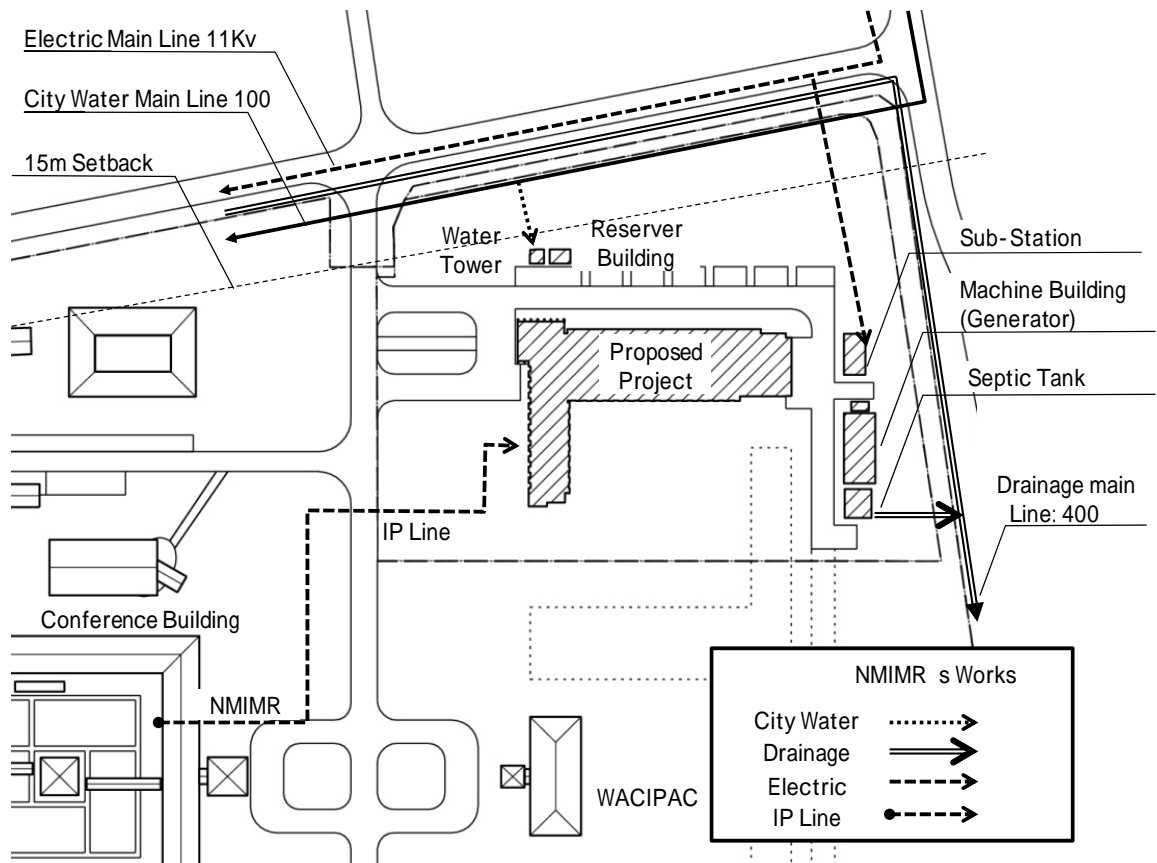 Electric Main Line 11Kv
City Water Main Line 100
15m Setback
Water
Tower
Reserver
Building
Sub-Station
Machine Building
(Generator)
Septic Tank
Proposed
Project
Drainage main
Line: 400
IP Line
Conference Building
NMIMR
WACIPAC
NMIMR s Works
City Water
Drainage
Electric
IP Line